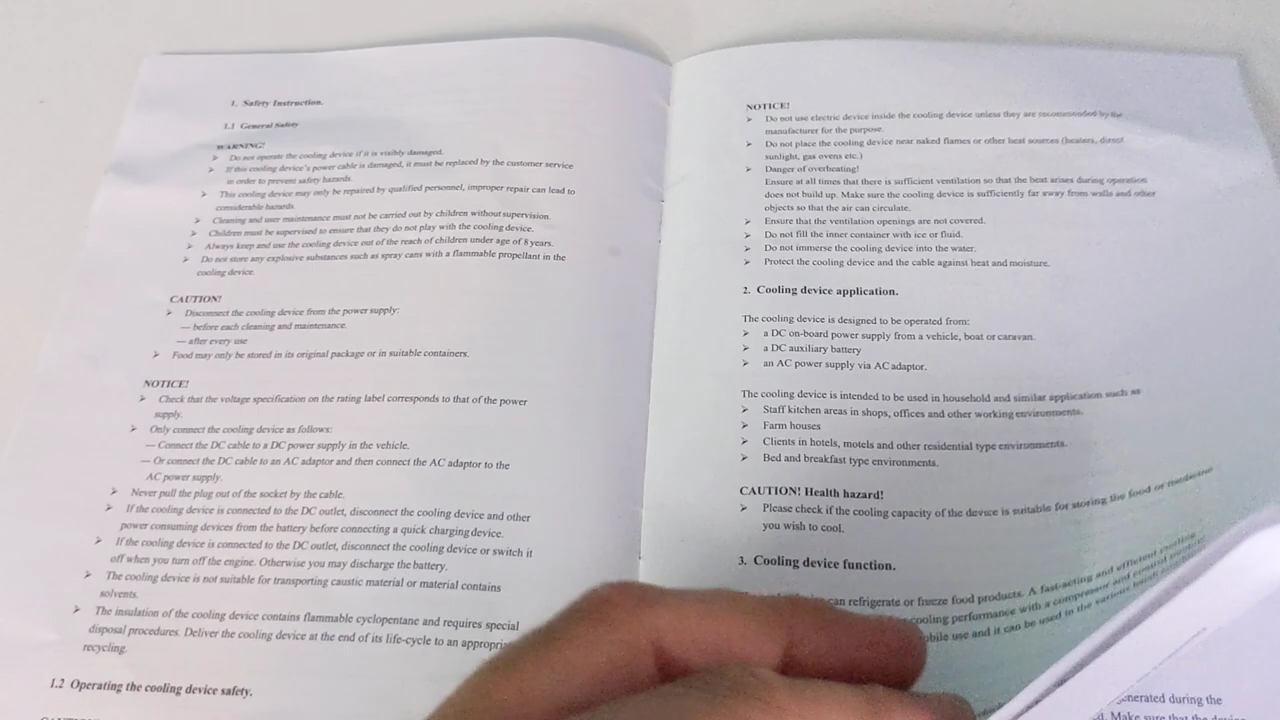 1. Safety Instruction.
1.1 General Safety
WARNING!
➢ Do not operate the cooling device if it is visibly damaged.
➢ If this cooling device's power cable is damaged, it must be replaced by the customer service
in order to prevent safety hazards.
➢ This cooling device may only be repaired by qualified personnel, improper repair can lead to
considerable hazards.
➢ Cleaning and user maintenance must not be carried out by children without supervision.
➢ Children must be supervised to ensure that they do not play with the cooling device.
➢ Always keep and use the cooling device out of the reach of children under age of 8 years.
➢ Do not store any explosive substances such as spray cans with a flammable propellant in the
cooling device.
CAUTION!
➢ Disconnect the cooling device from the power supply:
— before each cleaning and maintenance.
— after every use
➢ Food may only be stored in its original package or in suitable containers.
NOTICE!
➢ Check that the voltage specification on the rating label corresponds to that of the power
supply.
➢ Only connect the cooling device as follows:
— Connect the DC cable to a DC power supply in the vehicle.
— Or connect the DC cable to an AC adaptor and then connect the AC adaptor to the
AC power supply.
➢ Never pull the plug out of the socket by the cable.
➢ If the cooling device is connected to the DC outlet, disconnect the cooling device and other
power consuming devices from the battery before connecting a quick charging device.
➢ If the cooling device is connected to the DC outlet, disconnect the cooling device or switch it
off when you turn off the engine. Otherwise you may discharge the battery.
➢ The cooling device is not suitable for transporting caustic material or material contains
solvents.
➢ The insulation of the cooling device contains flammable cyclopentane and requires special
disposal procedures. Deliver the cooling device at the end of its life-cycle to an appropri
recycling.
1.2 Operating the cooling device safety.
NOTICE!
➢ Do not use electric device inside the cooling device unless they are recommended by the
manufacturer for the purpose.
➢ Do not place the cooling device near naked flames or other heat sources (heaters, direct
sunlight, gas ovens etc.)
➢ Danger of overheating!
Ensure at all times that there is sufficient ventilation so that the heat arises during operation
does not build up. Make sure the cooling device is sufficiently far away from walls and other
objects so that the air can circulate.
➢ Ensure that the ventilation openings are not covered.
➢ Do not fill the inner container with ice or fluid.
➢ Do not immerse the cooling device into the water.
➢ Protect the cooling device and the cable against heat and moisture.
2. Cooling device application.
The cooling device is designed to be operated from:
➢ a DC on-board power supply from a vehicle, boat or caravan.
➢ a DC auxiliary battery
➢ an AC power supply via AC adaptor.
The cooling device is intended to be used in household and similar application such as
➢ Staff kitchen areas in shops, offices and other working environments.
➢ Farm houses
➢ Clients in hotels, motels and other residential type environments.
➢ Bed and breakfast type environments.
CAUTION! Health hazard!
➢ Please check if the cooling capacity of the device is suitable for storing the food or medicine
you wish to cool.
3. Cooling device function.
can refrigerate or freeze food products. A fast-acting and efficient cooling
cooling performance with a compressor and control
mobile use and it can be used in the various
generated during the
Make sure that the